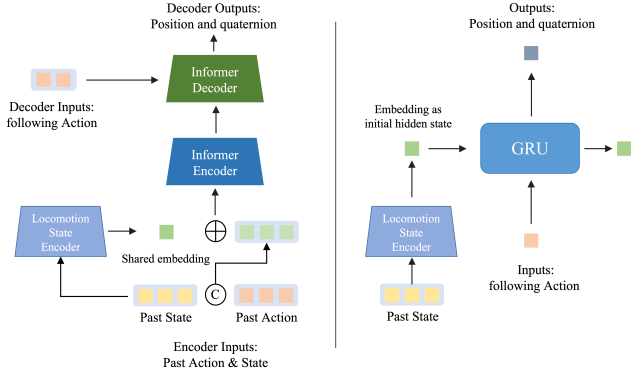 Decoder Outputs:
Position and quaternion
Informer
Decoder
Decoder Inputs:
following Action
Informer
Encoder
Locomotion
State
Encoder
Shared embedding
C
Past State
Past Action
Encoder Inputs:
Past Action & State
Outputs:
Position and quaternion
Embedding as
initial hidden state
GRU
Locomotion
State
Encoder
Inputs:
following Action
Past State